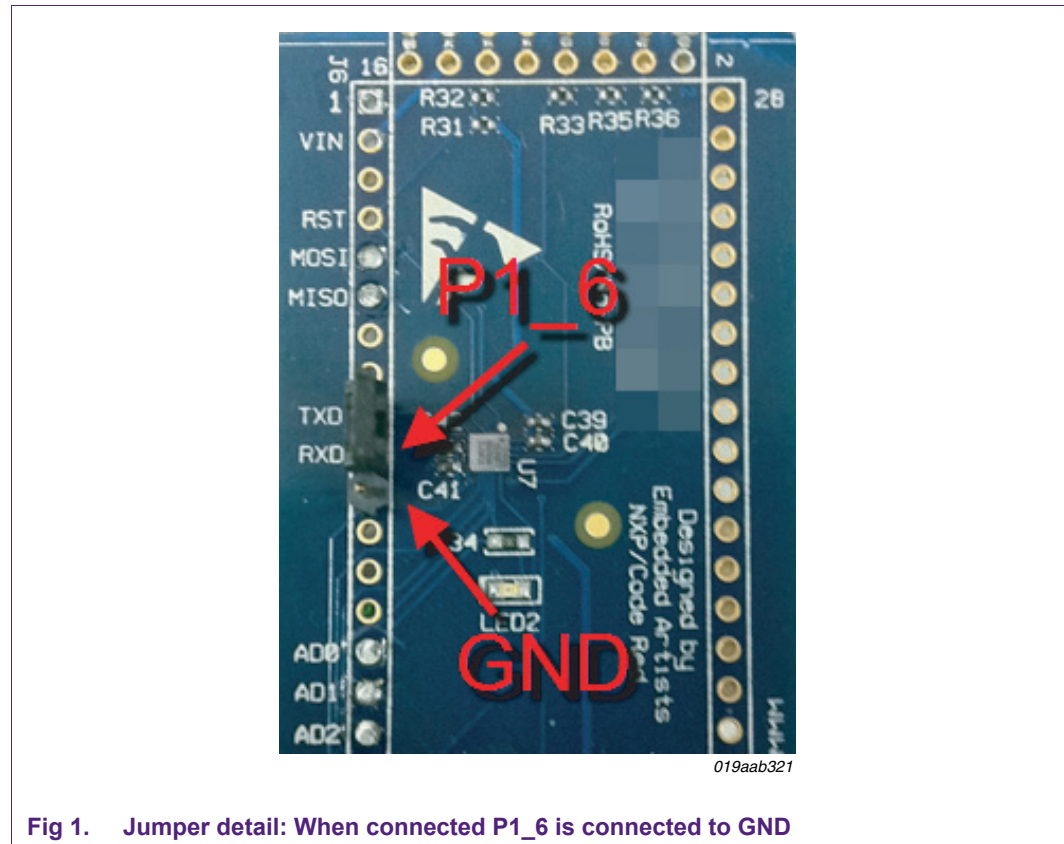 J6
16
2
1
28
R32
R31
R33
R35
R36
VIN
RST
MOSI
MISO
P1_6
TXD
RXD
C39
C40
C41
U7
GND
LED2
AD0
AD1
AD2
Designed by
Embedded Artists
NXP/Code Red
019aab321
Fig 1. Jumper detail: When connected P1_6 is connected to GND